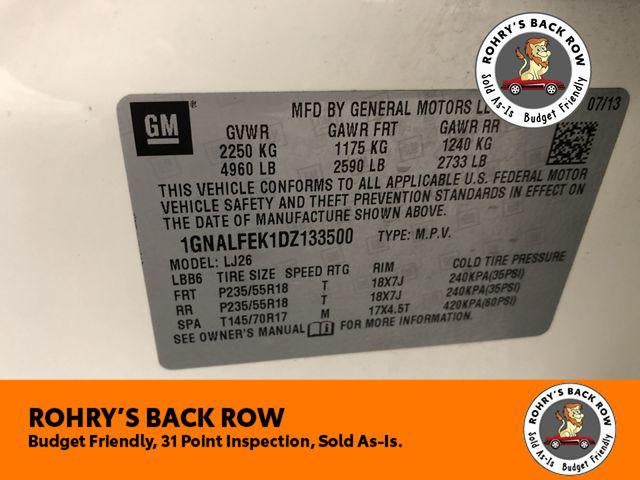 ROHRY'S BACK ROW
Sold As-Is Budget Friendly
MFD BY GENERAL MOTORS 07/13
GM
GVWR GAWR FRT GAWR RR
2250 KG 1175 KG 1240 KG
4960 LB 2590 LB 2733 LB
THIS VEHICLE CONFORMS TO ALL APPLICABLE U.S. FEDERAL MOTOR
VEHICLE SAFETY AND THEFT PREVENTION STANDARDS IN EFFECT ON
THE DATE OF MANUFACTURE SHOWN ABOVE.
1GNALFEK1DZ133500 TYPE: M.P.V.
MODEL: LJ26
LBB6 TIRE SIZE SPEED RTG RIM COLD TIRE PRESSURE
FRT P235/55R18 T 18X7J 240KPA(35PSI)
RR P235/55R18 T 18X7J 240KPA(35PSI)
SPA T145/70R17 M 17X4.5T 420KPA(60PSI)
SEE OWNER'S MANUAL FOR MORE INFORMATION.
ROHRY'S BACK ROW
Budget Friendly, 31 Point Inspection, Sold As-Is.
ROHRY'S BACK ROW
Sold As-Is Budget Friendly